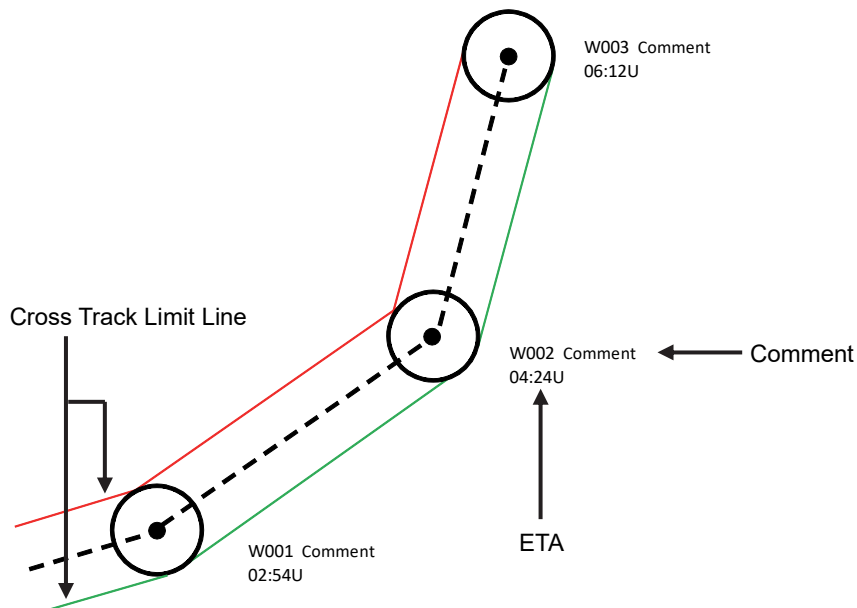 W003 Comment
06:12U
Cross Track Limit Line
W002 Comment
04:24U
Comment
ETA
W001 Comment
02:54U